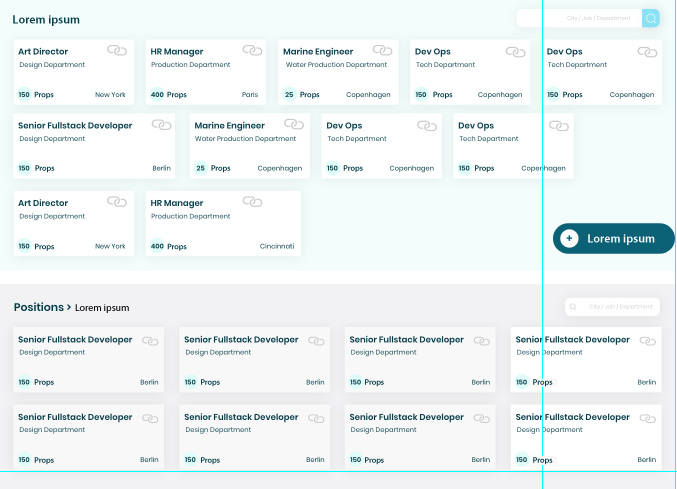 Lorem ipsum
City / Job / Department
Art Director
Design Department
150 Props New York
HR Manager
Production Department
400 Props Paris
Marine Engineer
Water Production Department
25 Props Copenhagen
Dev Ops
Tech Department
150 Props Copenhagen
Dev Ops
Tech Department
150 Props Copenhagen
Senior Fullstack Developer
Design Department
150 Props Berlin
Marine Engineer
Water Production Department
25 Props Copenhagen
Dev Ops
Tech Department
150 Props Copenhagen
Dev Ops
Tech Department
150 Props Copenhagen
Art Director
Design Department
150 Props New York
HR Manager
Production Department
400 Props Cincinnati
+ Lorem ipsum
Positions > Lorem ipsum
City / Job / Department
Senior Fullstack Developer
Design Department
150 Props Berlin
Senior Fullstack Developer
Design Department
150 Props Berlin
Senior Fullstack Developer
Design Department
150 Props Berlin
Senior Fullstack Developer
Design Department
150 Props Berlin
Senior Fullstack Developer
Design Department
150 Props Berlin
Senior Fullstack Developer
Design Department
150 Props Berlin
Senior Fullstack Developer
Design Department
150 Props Berlin
Senior Fullstack Developer
Design Department
150 Props Berlin